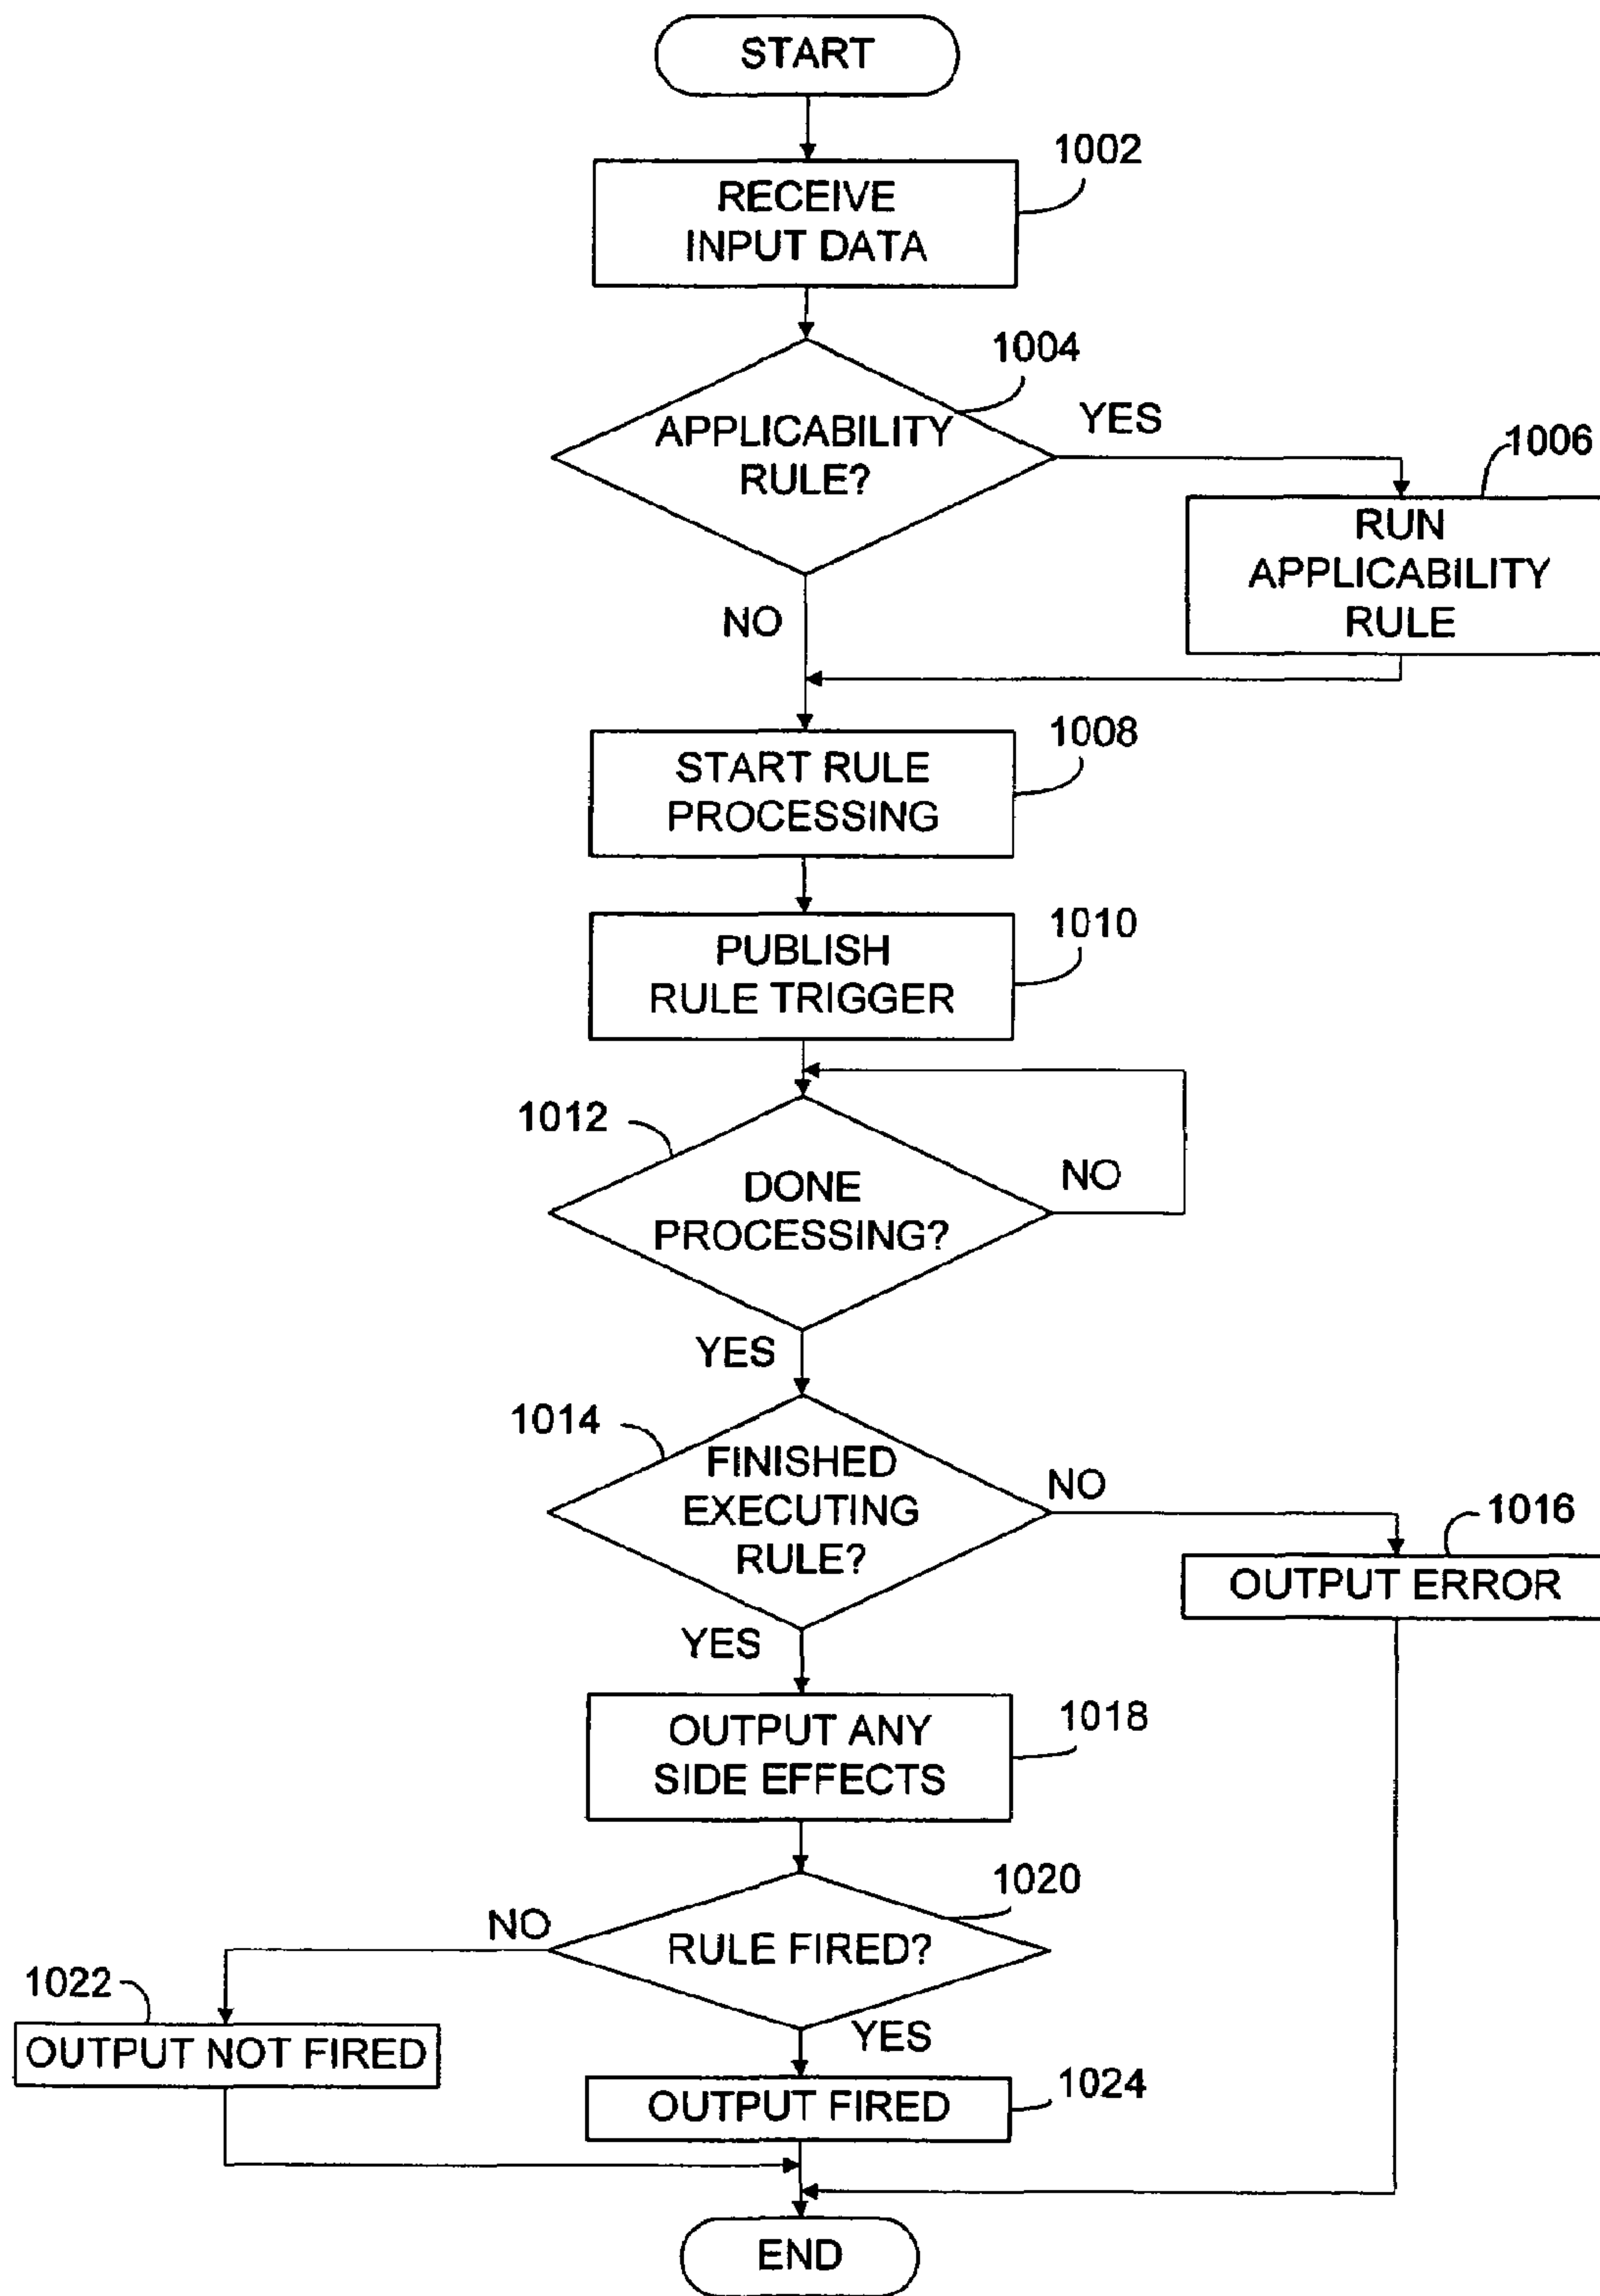 START
1002
RECEIVE
INPUT DATA
1004
APPLICABILITY
RULE?
YES
1006
RUN
APPLICABILITY
RULE
NO
1008
START RULE
PROCESSING
1010
PUBLISH
RULE TRIGGER
1012
DONE
PROCESSING?
NO
YES
1014
FINISHED
EXECUTING
RULE?
NO
1016
OUTPUT ERROR
YES
1018
OUTPUT ANY
SIDE EFFECTS
1020
RULE FIRED?
NO
1022
OUTPUT NOT FIRED
YES
1024
OUTPUT FIRED
END